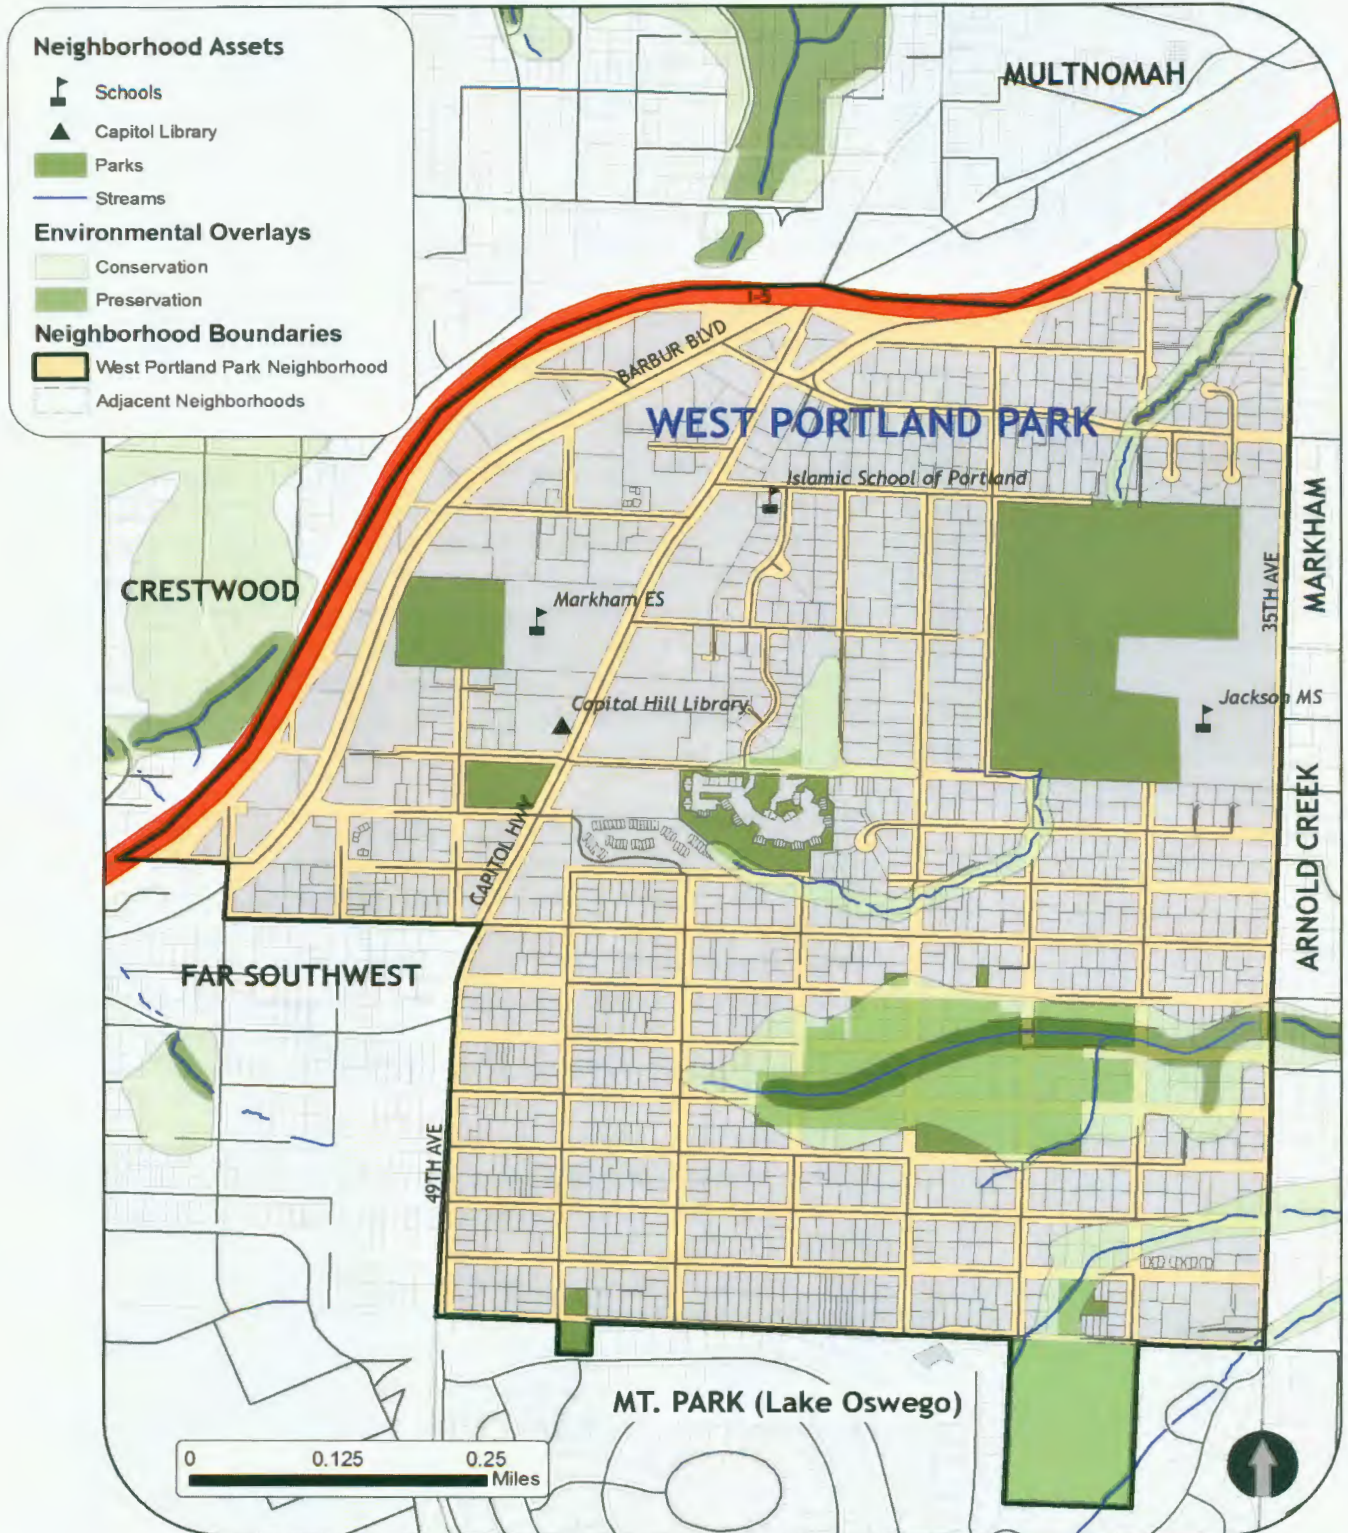 Neighborhood Assets
Schools
Capitol Library
Parks
Streams
Environmental Overlays
Conservation
Preservation
Neighborhood Boundaries
West Portland Park Neighborhood
Adjacent Neighborhoods
MULTNOMAH
I-5
BARBUR BLVD
WEST PORTLAND PARK
Islamic School of Portland
MARKHAM
CRESTWOOD
35TH AVE
Markham ES
Capitol Hill Library
Jackson MS
CAPITOL HWY
ARNOLD CREEK
FAR SOUTHWEST
49TH AVE
MT. PARK (Lake Oswego)
0 0.125 0.25
Miles